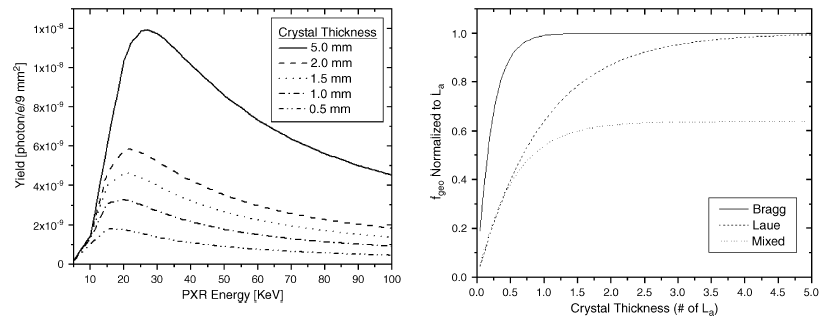 Yield [photon/e/9 mm²]
1x10⁻⁸
1x10⁻⁸
8x10⁻⁹
6x10⁻⁹
4x10⁻⁹
2x10⁻⁹
0
Crystal Thickness
5.0 mm
2.0 mm
1.5 mm
1.0 mm
0.5 mm
10 20 30 40 50 60 70 80 90 100
PXR Energy [KeV]
f_geo Normalized to L_a
1.0
0.8
0.6
0.4
0.2
0.0
Bragg
Laue
Mixed
0.0 0.5 1.0 1.5 2.0 2.5 3.0 3.5 4.0 4.5 5.0
Crystal Thickness (# of L_a)